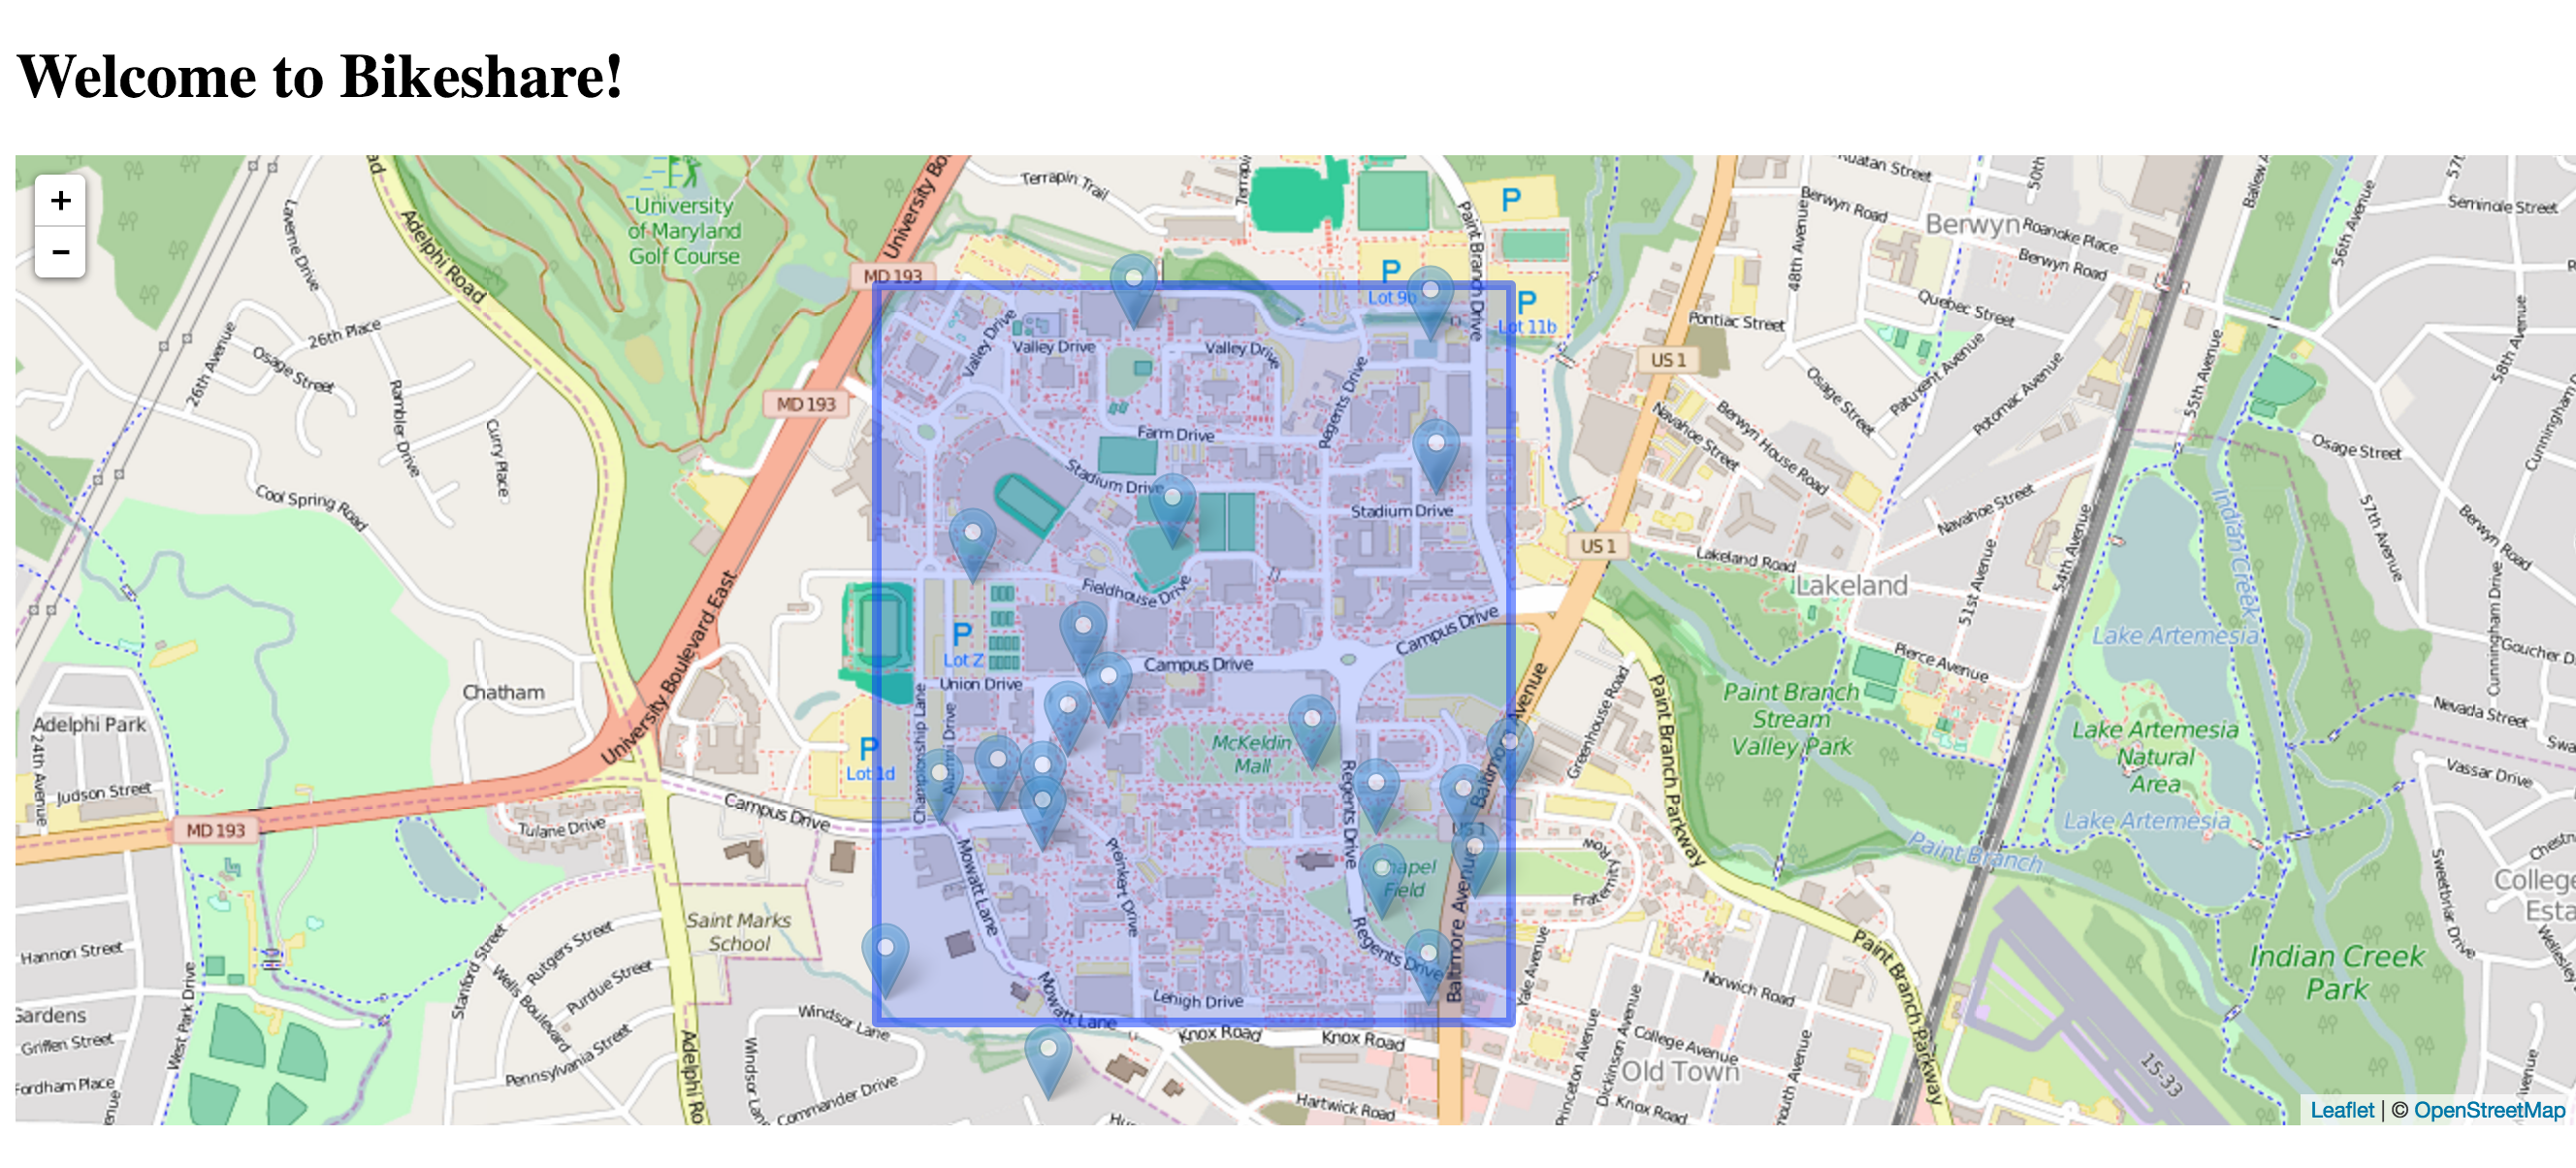 Welcome to Bikeshare!
+
−
University
of Maryland
Golf Course
Adelphi Road
Laverne Drive
26th Place
26th Avenue
Osage Street
Rambler Drive
Curry Place
Cool Spring Road
Terrapin Trail
MD 193
MD 193
P
P
Lot 9b
P
Lot 11b
Paint Branch Drive
Valley Drive
Valley Drive
Valley Drive
Regents Drive
Farm Drive
Stadium Drive
Stadium Drive
Fieldhouse Drive
P
Lot Z
Union Drive
Campus Drive
Campus Drive
University Boulevard East
Chatham
Adelphi Park
24th Avenue
Judson Street
MD 193
Tulane Drive
Campus Drive
P
Lot 1d
Championship Lane
Alumni Drive
McKeldin
Mall
Regents Drive
Preinkert Drive
Mowatt Lane
Mowatt Lane
Lehigh Drive
Regents Drive
Field
US 1
Baltimore Avenue
Saint Marks
School
Hannon Street
Rutgers Street
Purdue Street
Wells Boulevard
Stanford Street
Pennsylvania Street
West Park Drive
Gardens
Griffen Street
Fordham Place
Adelphi Ro
Windsor Lane
Windsor Lane
Commander Drive
Knox Road
Knox Road
Hartwick Road
Ruatan Street
50th
Berwyn Road
Berwyn
Roanoke Place
Berwyn Road
48th Avenue
Quebec Street
Pontiac Street
US 1
Osage Street
Patuxent Avenue
Potomac Avenue
Navahoe Street
Berwyn House Road
Navahoe Street
US 1
Lakeland Road
Lakeland
51st Avenue
54th Avenue
55th Avenue
56th Avenue
Seminole Street
58th Avenue
Cunningham
Osage Street
57th Avenue
Berwyn Road
Indian Creek
Lake Artemesia
Cunningham Drive
Goucher D
Pierce Avenue
Paint Branch
Stream
Valley Park
Lake Artemesia
Natural
Area
Lake Artemesia
Nevada Street
Vassar Drive
Greenhouse Road
Paint Branch Parkway
Paint Branch
Sweetbriar Drive
College
Esta
Fraternity
Row
Yale Avenue
Norwich Road
College Avenue
Princeton Avenue
Dickinson Avenue
Old Town
Knox Road
Paint Branch Parkway
Indian Creek
Park
15-33
Leaflet | © OpenStreetMap